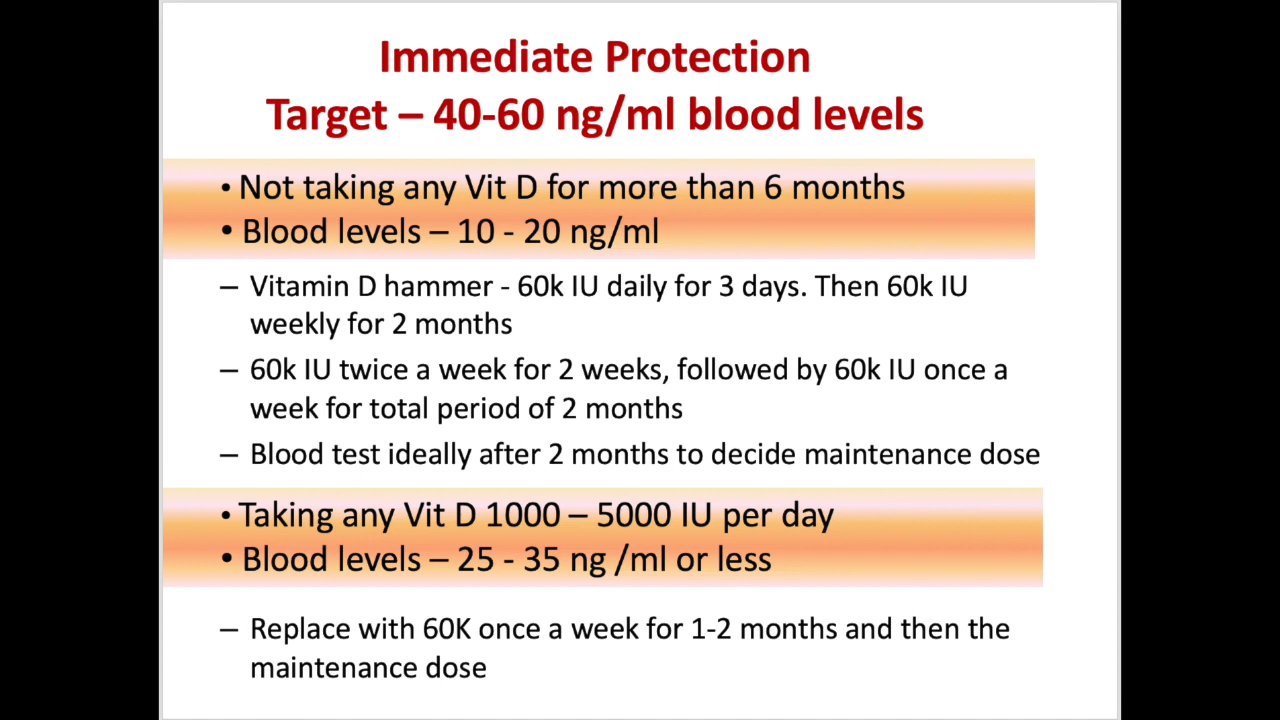 Immediate Protection
Target – 40-60 ng/ml blood levels
• Not taking any Vit D for more than 6 months
• Blood levels – 10 - 20 ng/ml
– Vitamin D hammer - 60k IU daily for 3 days. Then 60k IU
weekly for 2 months
– 60k IU twice a week for 2 weeks, followed by 60k IU once a
week for total period of 2 months
– Blood test ideally after 2 months to decide maintenance dose
• Taking any Vit D 1000 – 5000 IU per day
• Blood levels – 25 - 35 ng /ml or less
– Replace with 60K once a week for 1-2 months and then the
maintenance dose